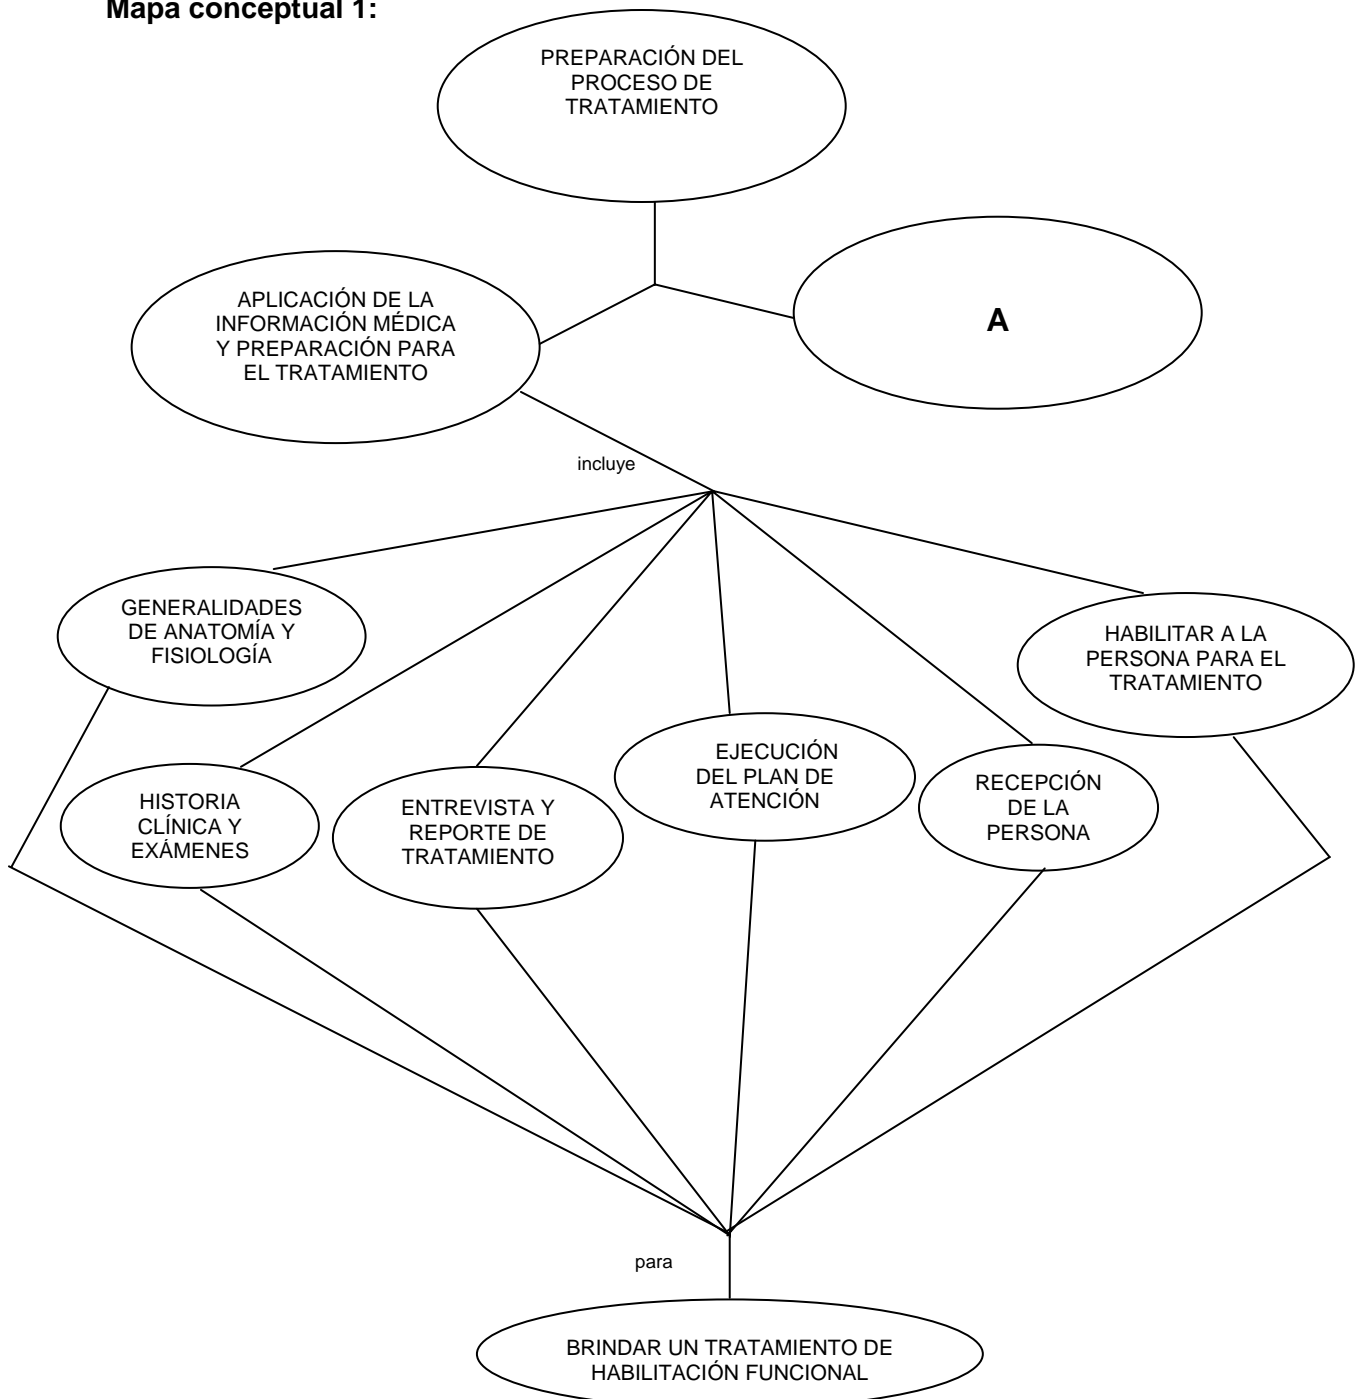 Mapa conceptual 1:
PREPARACIÓN DEL
PROCESO DE
TRATAMIENTO
APLICACIÓN DE LA
INFORMACIÓN MÉDICA
Y PREPARACIÓN PARA
EL TRATAMIENTO
A
incluye
GENERALIDADES
DE ANATOMÍA Y
FISIOLOGÍA
HISTORIA
CLÍNICA Y
EXÁMENES
ENTREVISTA Y
REPORTE DE
TRATAMIENTO
EJECUCIÓN
DEL PLAN DE
ATENCIÓN
RECEPCIÓN
DE LA
PERSONA
HABILITAR A LA
PERSONA PARA EL
TRATAMIENTO
para
BRINDAR UN TRATAMIENTO DE
HABILITACIÓN FUNCIONAL